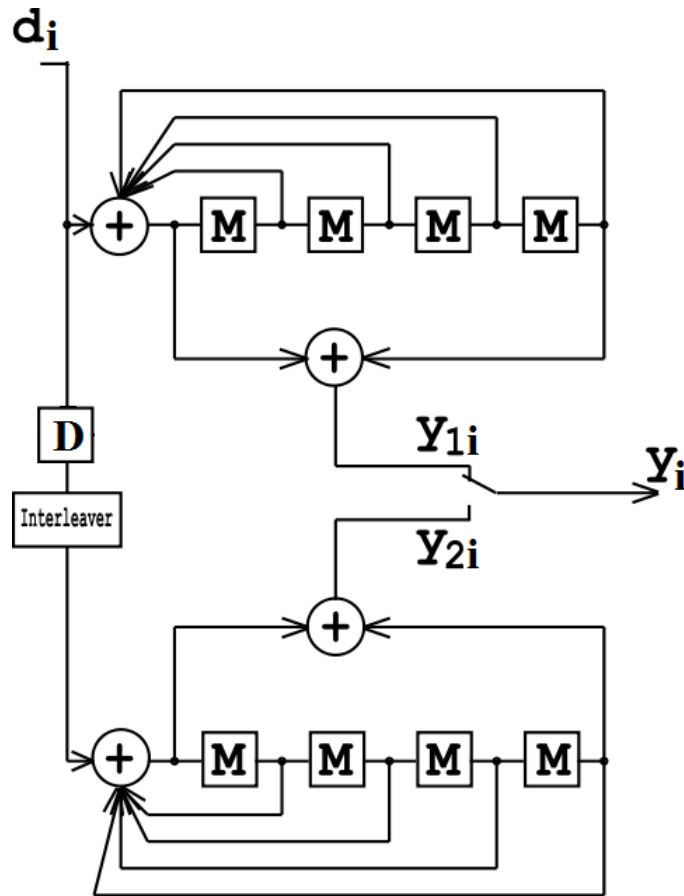 dᵢ
+ M M M M
+
y₁ᵢ
D
yᵢ
Interleaver
y₂ᵢ
+
+ M M M M